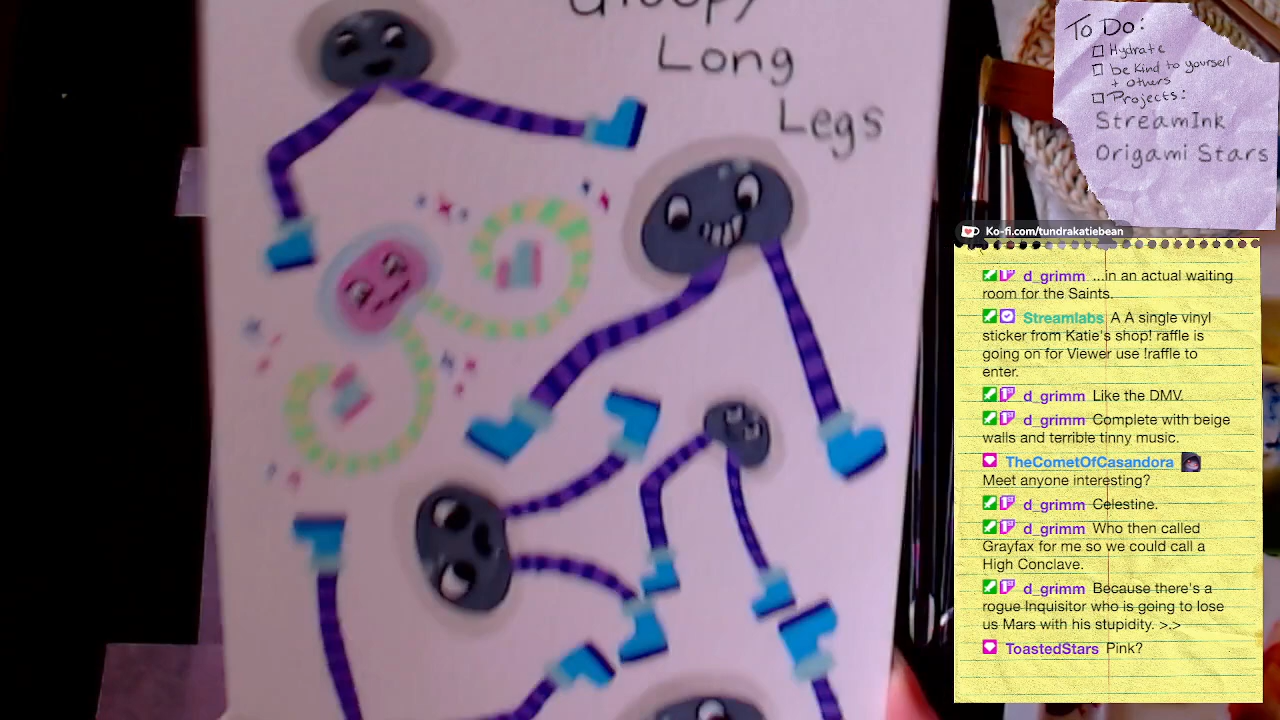 Long
Legs
To Do:
Hydrate
be Kind to yourself
+ others
Projects:
StreamInk
Origami Stars
Ko-fi.com/tundrakatiebean
d_grimm ...in an actual waiting
room for the Saints.
Streamlabs A A single vinyl
sticker from Katie's shop! raffle is
going on for Viewer use !raffle to
enter.
d_grimm Like the DMV.
d_grimm Complete with beige
walls and terrible tinny music.
TheCometOfCasandora
Meet anyone interesting?
d_grimm Celestine.
d_grimm Who then called
Grayfax for me so we could call a
High Conclave.
d_grimm Because there's a
rogue Inquisitor who is going to lose
us Mars with his stupidity. >.>
ToastedStars Pink?